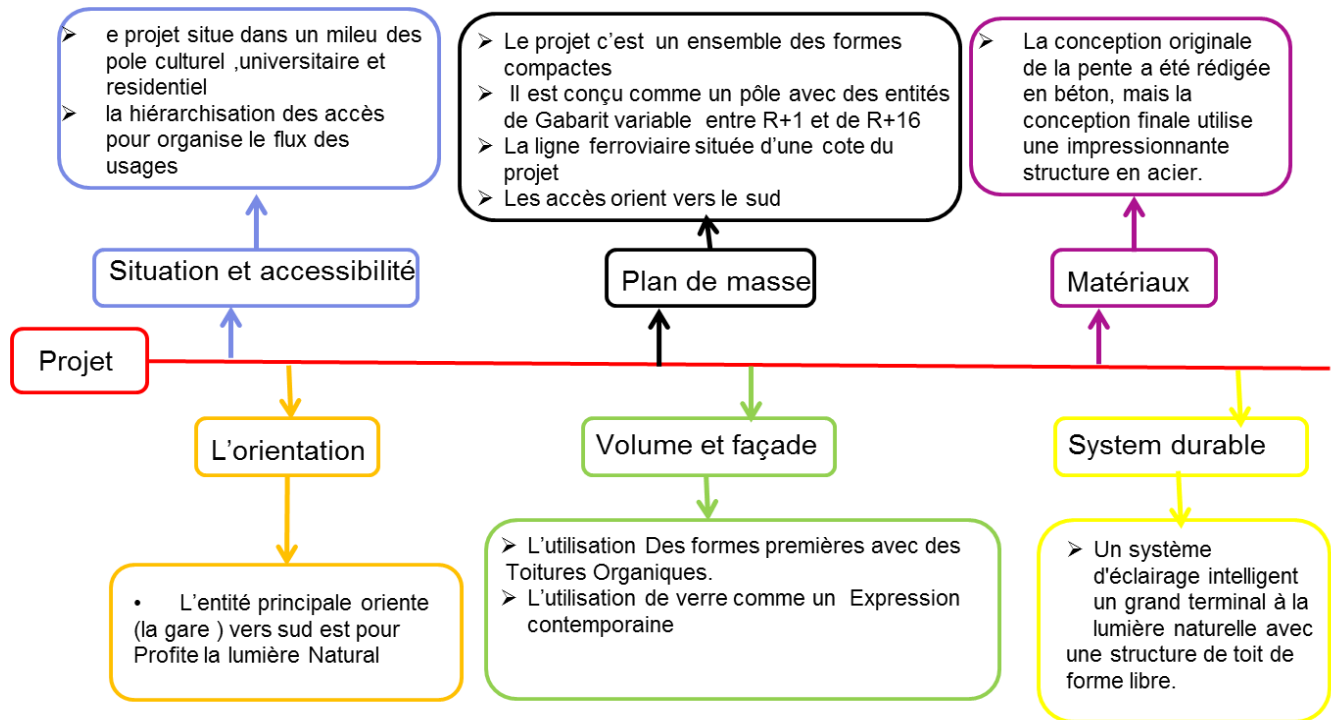 e projet situe dans un mileu des
pole culturel ,universitaire et
residentiel
la hiérarchisation des accès
pour organise le flux des
usages
Le projet c'est un ensemble des formes
compactes
Il est conçu comme un pôle avec des entités
de Gabarit variable entre R+1 et de R+16
La ligne ferroviaire située d'une cote du
projet
Les accès orient vers le sud
La conception originale
de la pente a été rédigée
en béton, mais la
conception finale utilise
une impressionnante
structure en acier.
Situation et accessibilité
Plan de masse
Matériaux
Projet
L'orientation
Volume et façade
System durable
L'entité principale oriente
(la gare ) vers sud est pour
Profite la lumière Natural
L'utilisation Des formes premières avec des
Toitures Organiques.
L'utilisation de verre comme un Expression
contemporaine
Un système
d'éclairage intelligent
un grand terminal à la
lumière naturelle avec
une structure de toit de
forme libre.